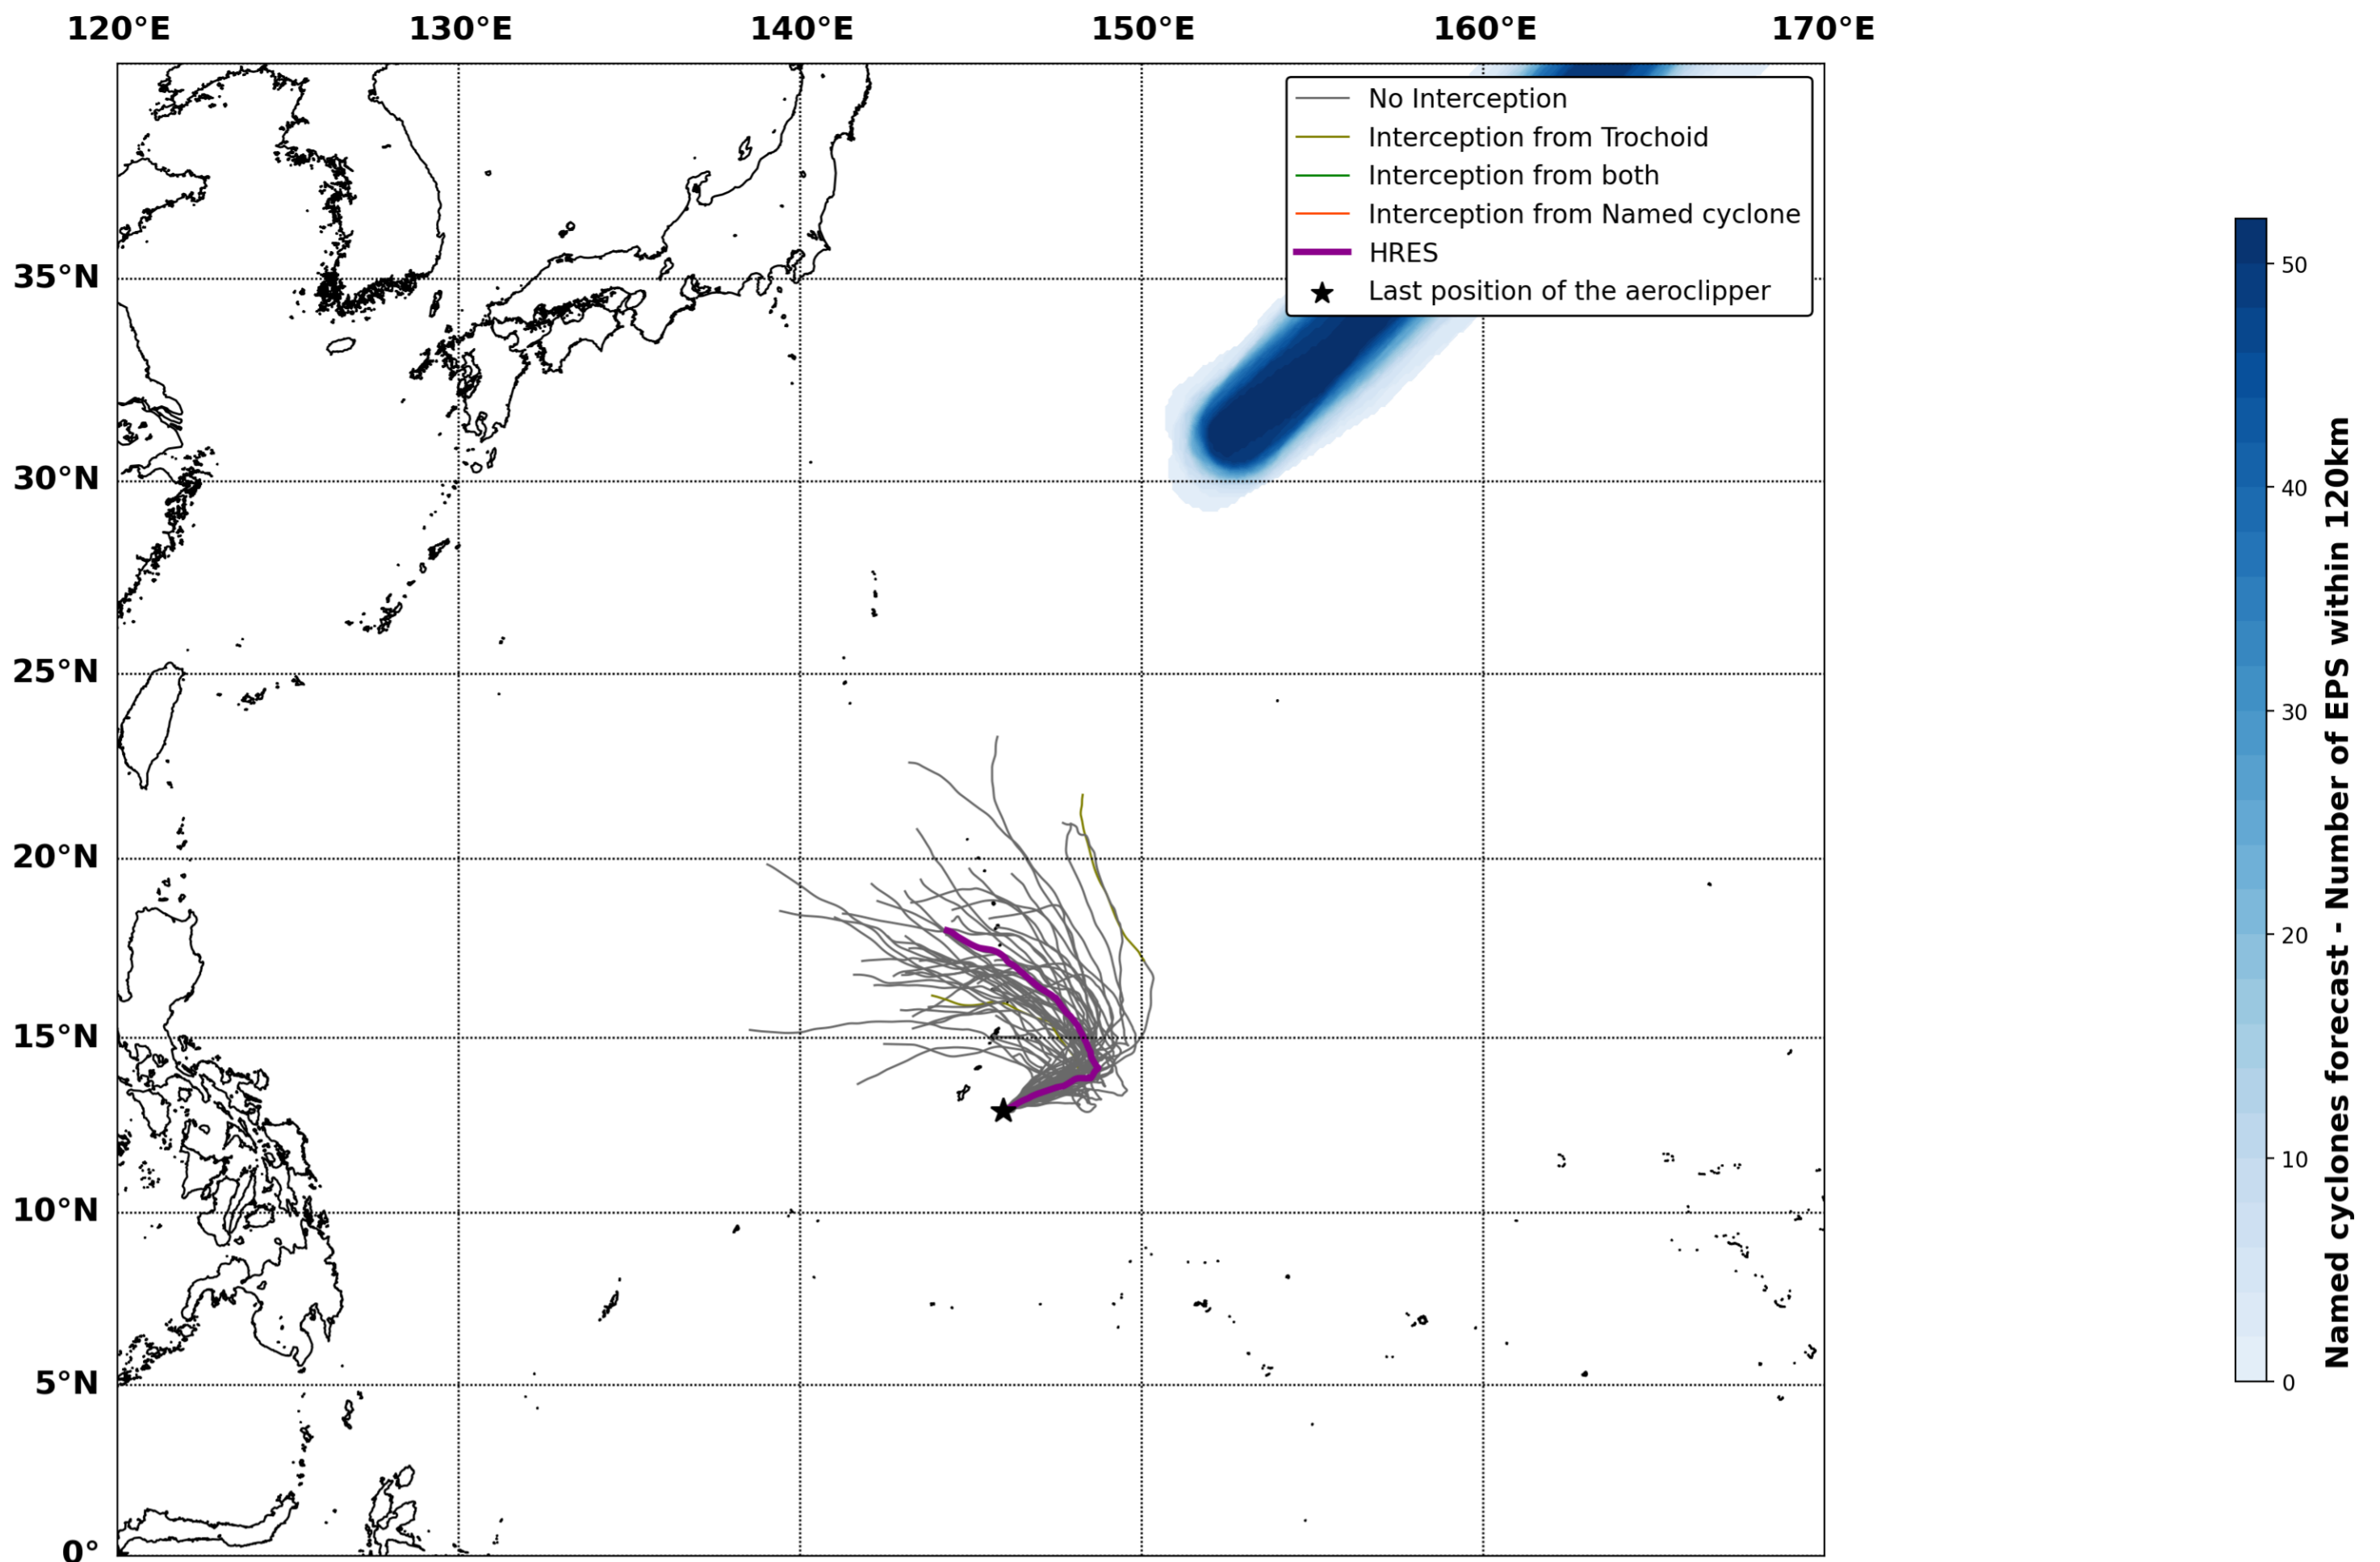 120°E 130°E 140°E 150°E 160°E 170°E
No Interception
Interception from Trochoid
Interception from both
Interception from Named cyclone
HRES
Last position of the aeroclipper
35°N
30°N
25°N
20°N
15°N
10°N
5°N
0°
50
40
30
20
10
0
Named cyclones forecast - Number of EPS within 120km